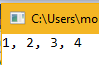 C:\Users\mo
1, 2, 3, 4